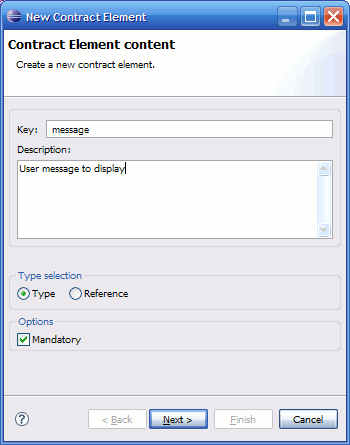 New Contract Element
Contract Element content
Create a new contract element.
Key: message
Description:
User message to display
Type selection
Type Reference
Options
Mandatory
? < Back Next > Finish Cancel